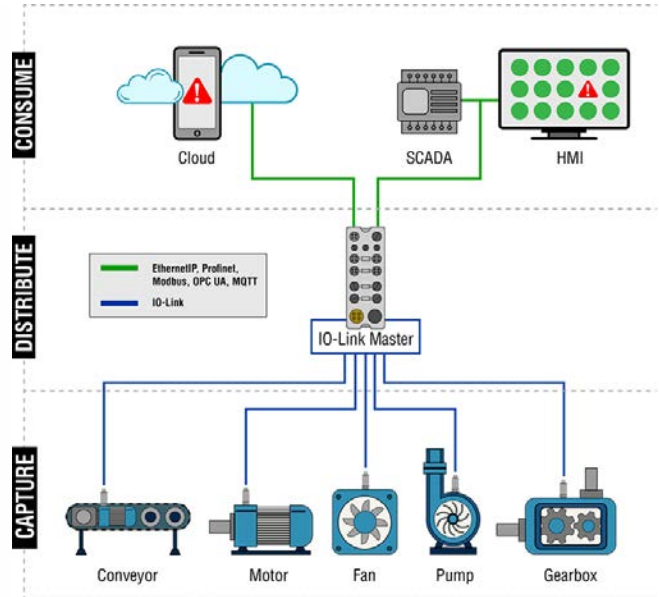 CONSUME
Cloud
SCADA
HMI
DISTRIBUTE
EthernetIP, Profinet,
Modbus, OPC UA, MQTT
IO-Link
IO-Link Master
CAPTURE
Conveyor
Motor
Fan
Pump
Gearbox